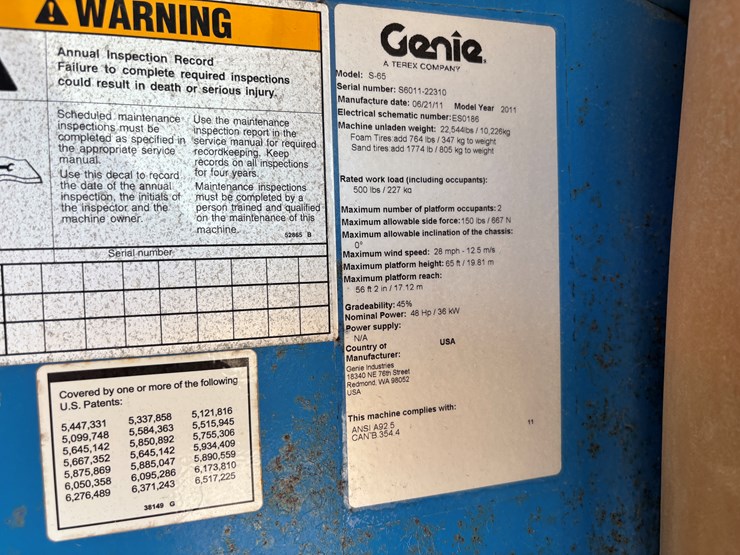 WARNING
Annual Inspection Record
Failure to complete required inspections
could result in death or serious injury.
Scheduled maintenance
inspections must be
completed as specified in
the appropriate service
manual.
Use this decal to record
the date of the annual
inspection, the initials of
the inspector and the
machine owner.
Use the maintenance
inspection report in the
service manual for required
recordkeeping. Keep
records on all inspections
for four years.
Maintenance inspections
must be completed by a
person trained and qualified
on the maintenance of this
machine.
52865 B
Serial number
Covered by one or more of the following
U.S. Patents:
5,447,331 5,337,858 5,121,816
5,099,748 5,584,363 5,515,945
5,645,142 5,850,892 5,755,306
5,667,352 5,645,142 5,934,409
5,875,869 5,885,047 5,890,559
6,050,358 6,095,286 6,173,810
6,276,489 6,371,243 6,517,225
38149 G
Genie
A TEREX COMPANY
Model: S-65
Serial number: S6011-22310
Manufacture date: 06/21/11 Model Year 2011
Electrical schematic number: ES0186
Machine unladen weight: 22,544lbs / 10,226kg
Foam Tires:add 764 lbs / 347 kg to weight
Sand tires:add 1774 lb / 805 kg to weight
Rated work load (including occupants):
500 lbs / 227 kg
Maximum number of platform occupants: 2
Maximum allowable side force: 150 lbs / 667 N
Maximum allowable inclination of the chassis:
0°
Maximum wind speed: 28 mph - 12.5 m/s
Maximum platform height: 65 ft / 19.81 m
Maximum platform reach:
56 ft 2 in / 17.12 m
Gradeability: 45%
Nominal Power: 48 Hp / 36 kW
Power supply:
N/A
Country of USA
Manufacturer:
Genie Industries
18340 NE 76th Street
Redmond, WA 98052
USA
This machine complies with:
ANSI A92.5
CAN B 354.4
11